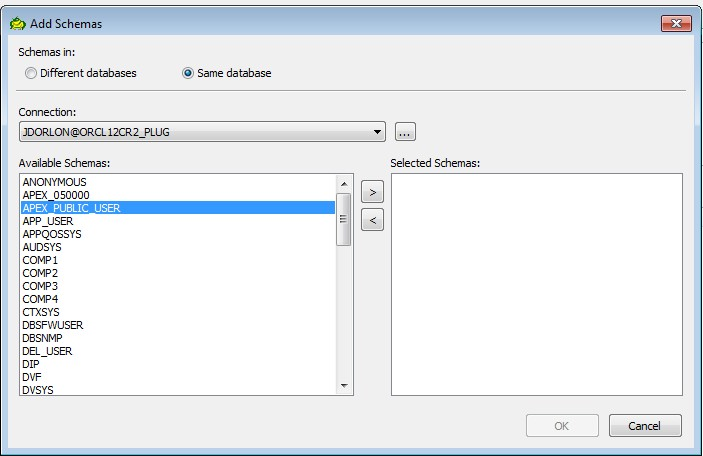 Add Schemas
Schemas in:
Different databases
Same database
Connection:
JDORLON@ORCL12CR2_PLUG
...
Available Schemas:
Selected Schemas:
ANONYMOUS
APEX_050000
APEX_PUBLIC_USER
APP_USER
APPQOSSYS
AUDSYS
COMP1
COMP2
COMP3
COMP4
CTXSYS
DBSFWUSER
DBSNMP
DEL_USER
DIP
DVF
DVSYS
>
<
OK
Cancel